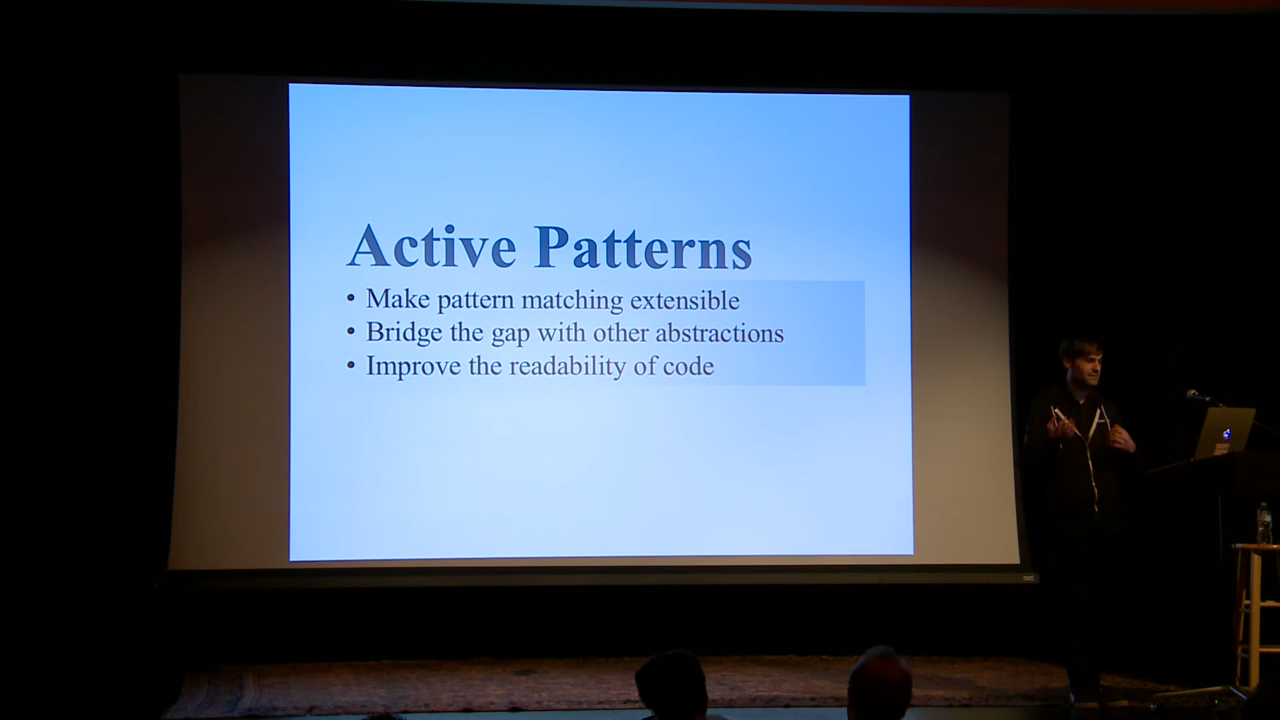 Active Patterns
• Make pattern matching extensible
• Bridge the gap with other abstractions
• Improve the readability of code